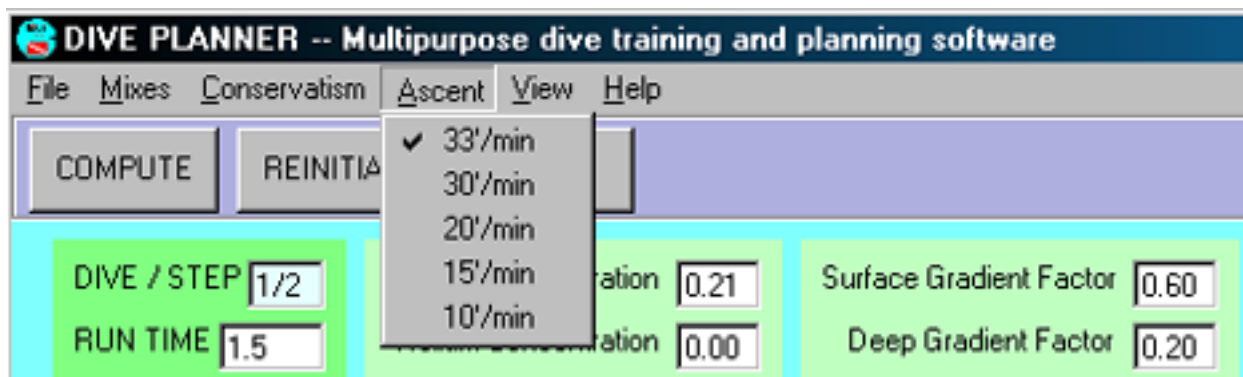 DIVE PLANNER -- Multipurpose dive training and planning software
File Mixes Conservatism Ascent View Help
COMPUTE REINITIA
33'/min
30'/min
20'/min
15'/min
10'/min
DIVE / STEP 1/2
RUN TIME 1.5
ation 0.21
ration 0.00
Surface Gradient Factor 0.60
Deep Gradient Factor 0.20